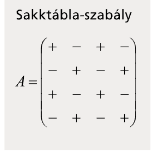 Sakktábla-szabály
+ − + −
− + − +
A =
+ − + −
− + − +